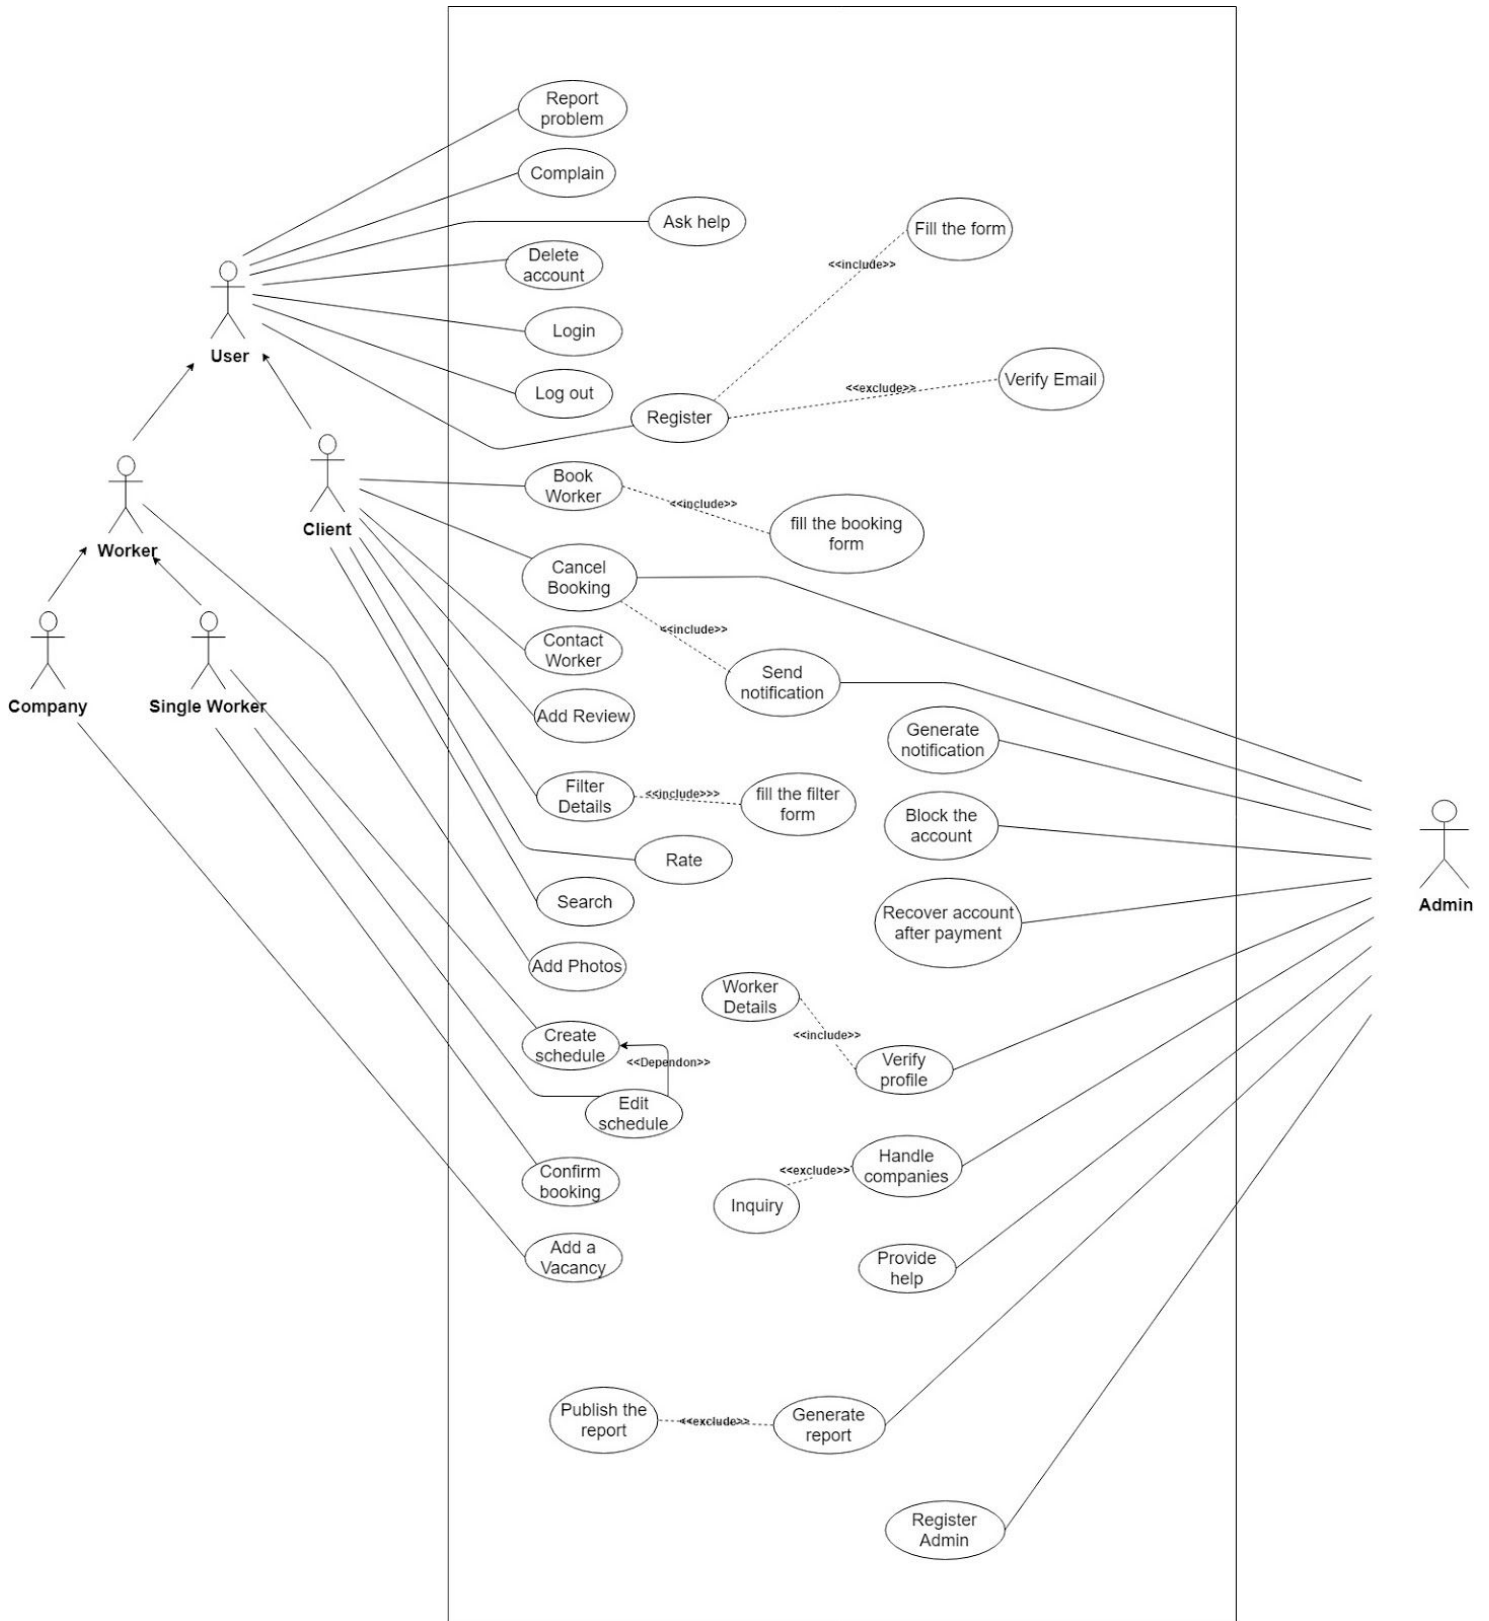 Report
problem
Complain
Ask help
Fill the form
Delete
account
<<include>>
Login
User
Verify Email
<<exclude>>
Log out
Register
Book
Worker
<<include>>
Client
fill the booking
form
Worker
Cancel
Booking
<<include>>
Contact
Worker
Send
notification
Company
Single Worker
Add Review
Generate
notification
Filter
Details
<<include>>>
fill the filter
form
Block the
account
Rate
Search
Recover account
after payment
Admin
Add Photos
Worker
Details
<<include>>
Create
schedule
<<Dependon>>
Verify
profile
Edit
schedule
Handle
companies
<<exclude>>
Confirm
booking
Inquiry
Add a
Vacancy
Provide
help
Publish the
report
<<exclude>>
Generate
report
Register
Admin